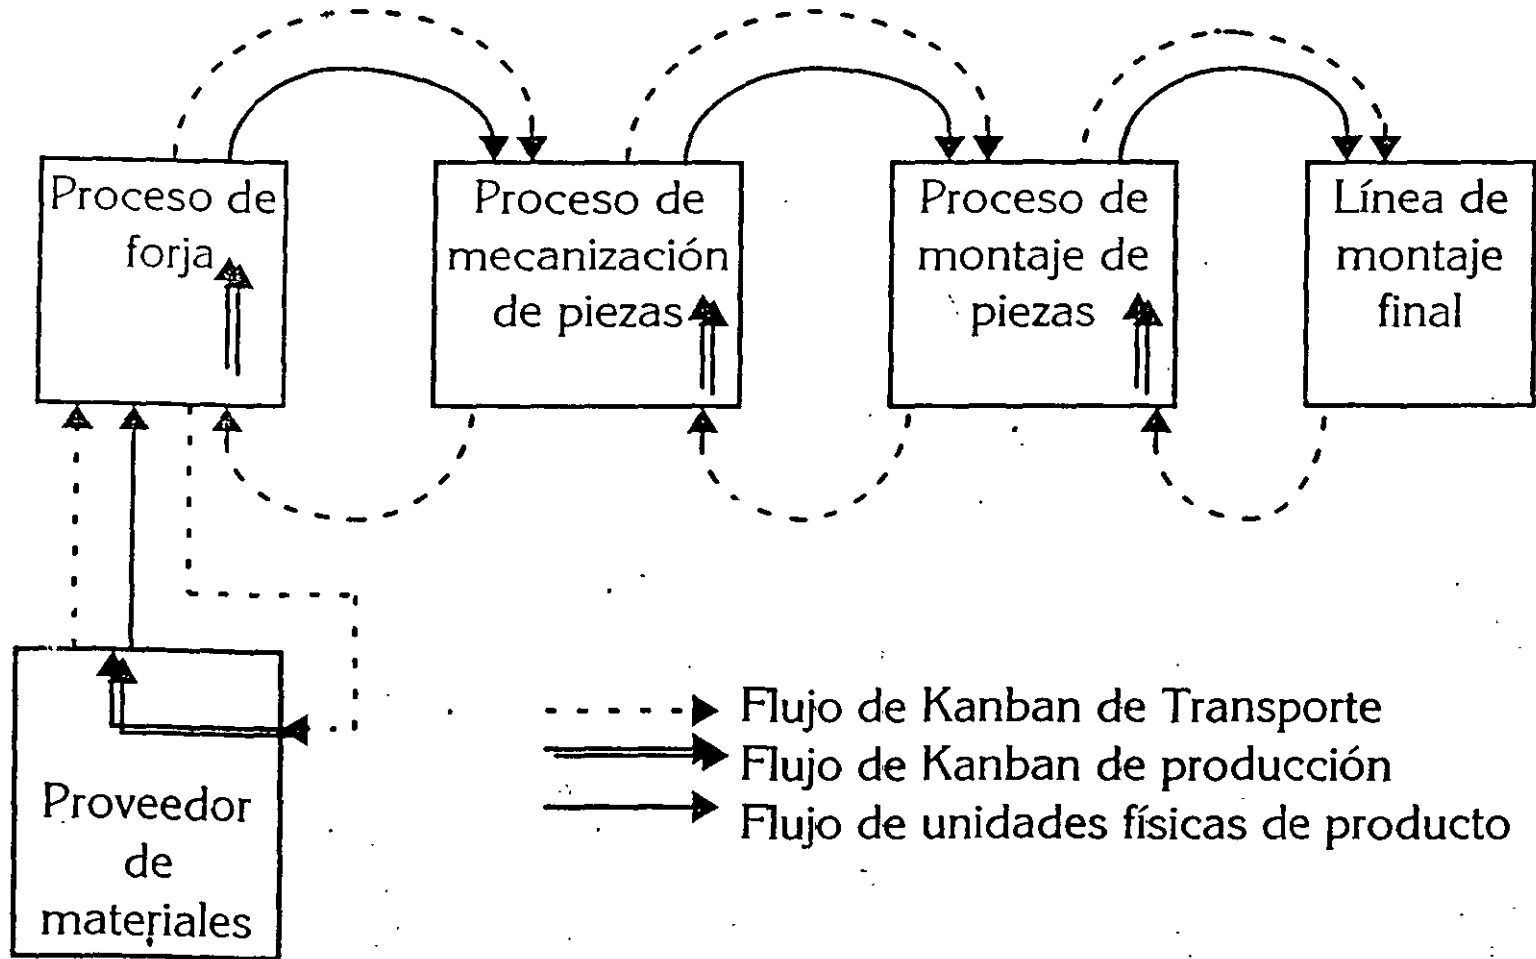 Proceso de
forja
Proceso de
mecanización
de piezas
Proceso de
montaje de
piezas
Línea de
montaje
final
Proveedor
de
materiales
Flujo de Kanban de Transporte
Flujo de Kanban de producción
Flujo de unidades físicas de producto